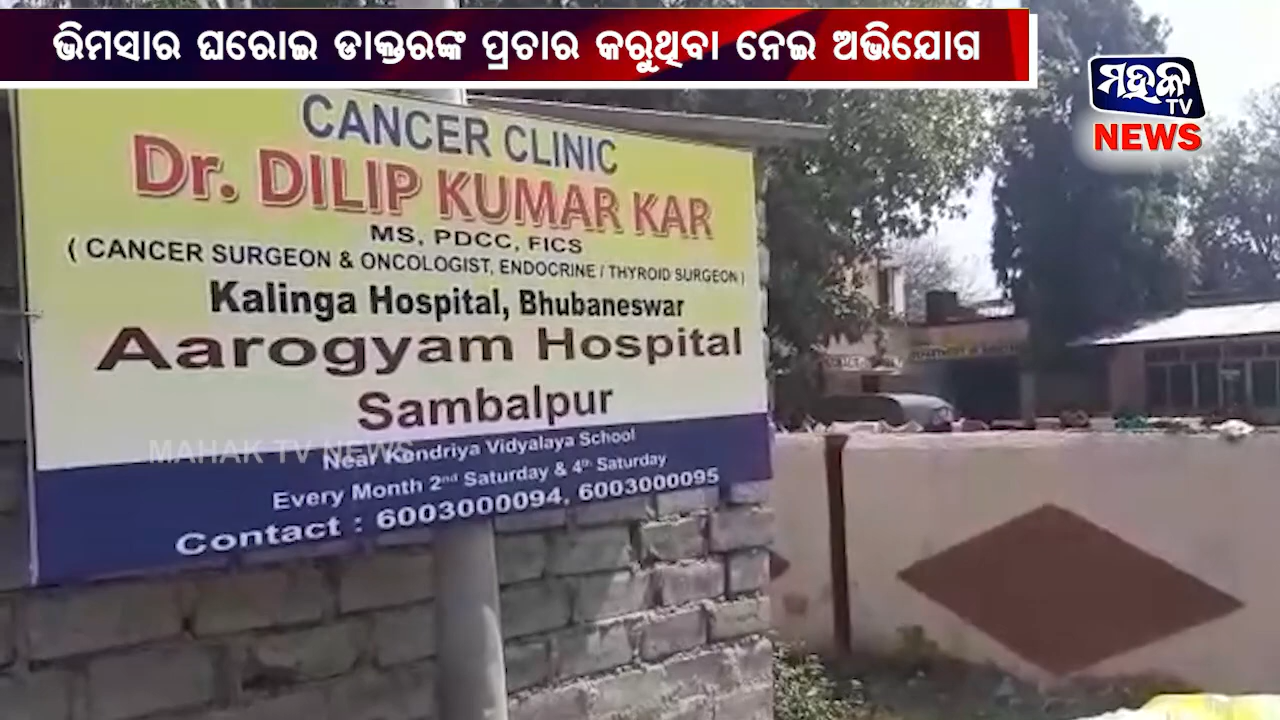 ଭିମସାର ଘରୋଇ ଡାକ୍ତରଙ୍କ ପ୍ରଚାର କରୁଥିବା ନେଇ ଅଭିଯୋଗ
ମହକ
TV
NEWS
CANCER CLINIC
Dr. DILIP KUMAR KAR
MS, PDCC, FICS
( CANCER SURGEON & ONCOLOGIST, ENDOCRINE / THYROID SURGEON )
Kalinga Hospital, Bhubaneswar
Aarogyam Hospital
Sambalpur
MAHAK TV NEWS
Near Kendriya Vidyalaya School
Every Month 2nd Saturday & 4th Saturday
Contact : 6003000094, 6003000095